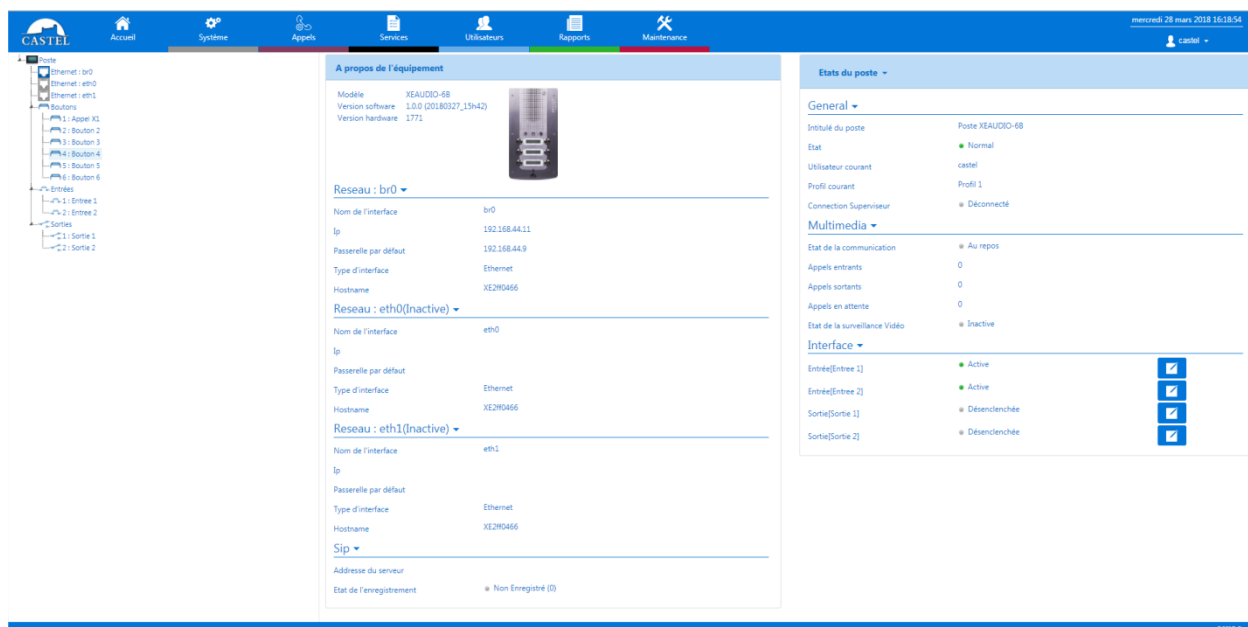 CASTEL
Accueil
Système
Appels
Services
Utilisateurs
Rapports
Maintenance
mercredi 28 mars 2018 16:18:54
castel
Poste
Ethernet : br0
Ethernet : eth0
Ethernet : eth1
Boutons
1 : Appel X1
2 : Bouton 2
3 : Bouton 3
4 : Bouton 4
5 : Bouton 5
6 : Bouton 6
Entrées
1 : Entree 1
2 : Entree 2
Sorties
1 : Sortie 1
2 : Sortie 2
A propos de l'équipement
Modèle XEAUDIO-6B
Version software 1.0.0 (20180327_15h42)
Version hardware 1771
Reseau : br0
Nom de l'interface br0
Ip 192.168.44.11
Passerelle par défaut 192.168.44.9
Type d'interface Ethernet
Hostname XE2ff0466
Reseau : eth0(Inactive)
Nom de l'interface eth0
Ip
Passerelle par défaut
Type d'interface Ethernet
Hostname XE2ff0466
Reseau : eth1(Inactive)
Nom de l'interface eth1
Ip
Passerelle par défaut
Type d'interface Ethernet
Hostname XE2ff0466
Sip
Addresse du serveur
Etat de l'enregistrement Non Enregistré (0)
Etats du poste
General
Intitulé du poste Poste XEAUDIO-6B
Etat Normal
Utilisateur courant castel
Profil courant Profil 1
Connection Superviseur Déconnecté
Multimedia
Etat de la communication Au repos
Appels entrants 0
Appels sortants 0
Appels en attente 0
Etat de la surveillance Vidéo Inactive
Interface
Entrée[Entree 1] Active
Entrée[Entree 2] Active
Sortie[Sortie 1] Désenclenchée
Sortie[Sortie 2] Désenclenchée